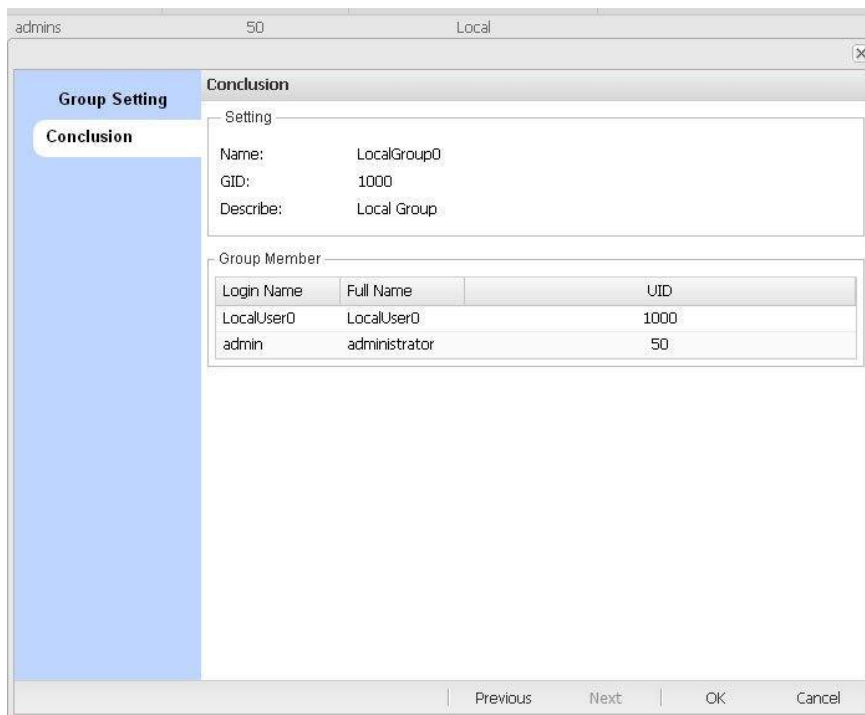 admins 50 Local
Group Setting
Conclusion
Conclusion
Setting
Name: LocalGroup0
GID: 1000
Describe: Local Group
Group Member
Login Name Full Name UID
LocalUser0 LocalUser0 1000
admin administrator 50
Previous Next OK Cancel